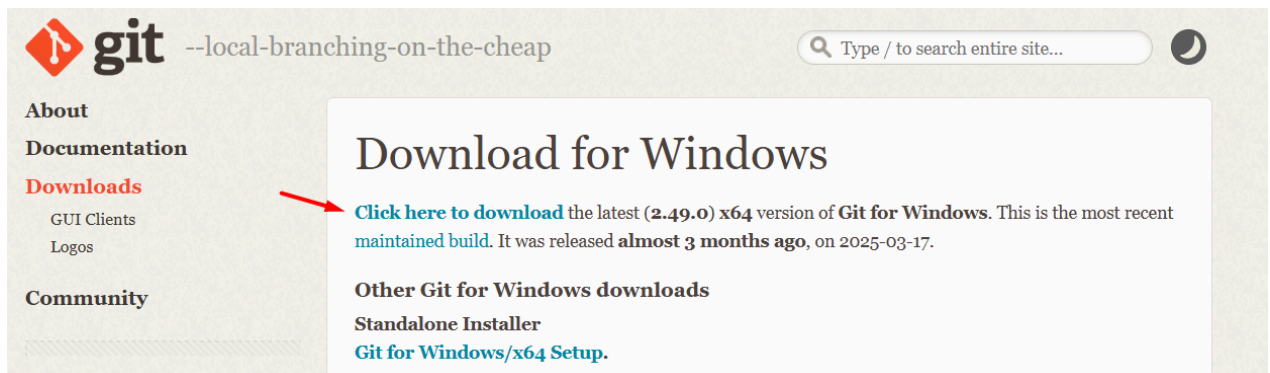 git --local-branching-on-the-cheap
Type / to search entire site...
About
Documentation
Downloads
GUI Clients
Logos
Community
Download for Windows
Click here to download the latest (2.49.0) x64 version of Git for Windows. This is the most recent
maintained build. It was released almost 3 months ago, on 2025-03-17.
Other Git for Windows downloads
Standalone Installer
Git for Windows/x64 Setup.